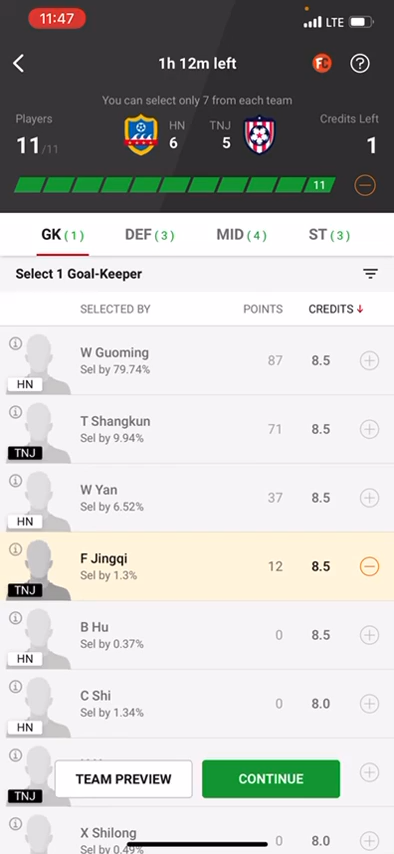 11:47
LTE
1h 12m left
FC
?
You can select only 7 from each team
Players
HN
TNJ
Credits Left
11/11
6
5
1
11
GK (1) DEF (3) MID (4) ST (3)
Select 1 Goal-Keeper
SELECTED BY POINTS CREDITS ↓
W Guoming
Sel by 79.74%
87 8.5
HN
T Shangkun
Sel by 9.94%
71 8.5
TNJ
W Yan
Sel by 6.52%
37 8.5
HN
F Jingqi
Sel by 1.3%
12 8.5
TNJ
B Hu
Sel by 0.37%
0 8.5
HN
C Shi
Sel by 1.34%
0 8.0
HN
TEAM PREVIEW CONTINUE
TNJ
X Shilong
Sel by 0.49%
0 8.0